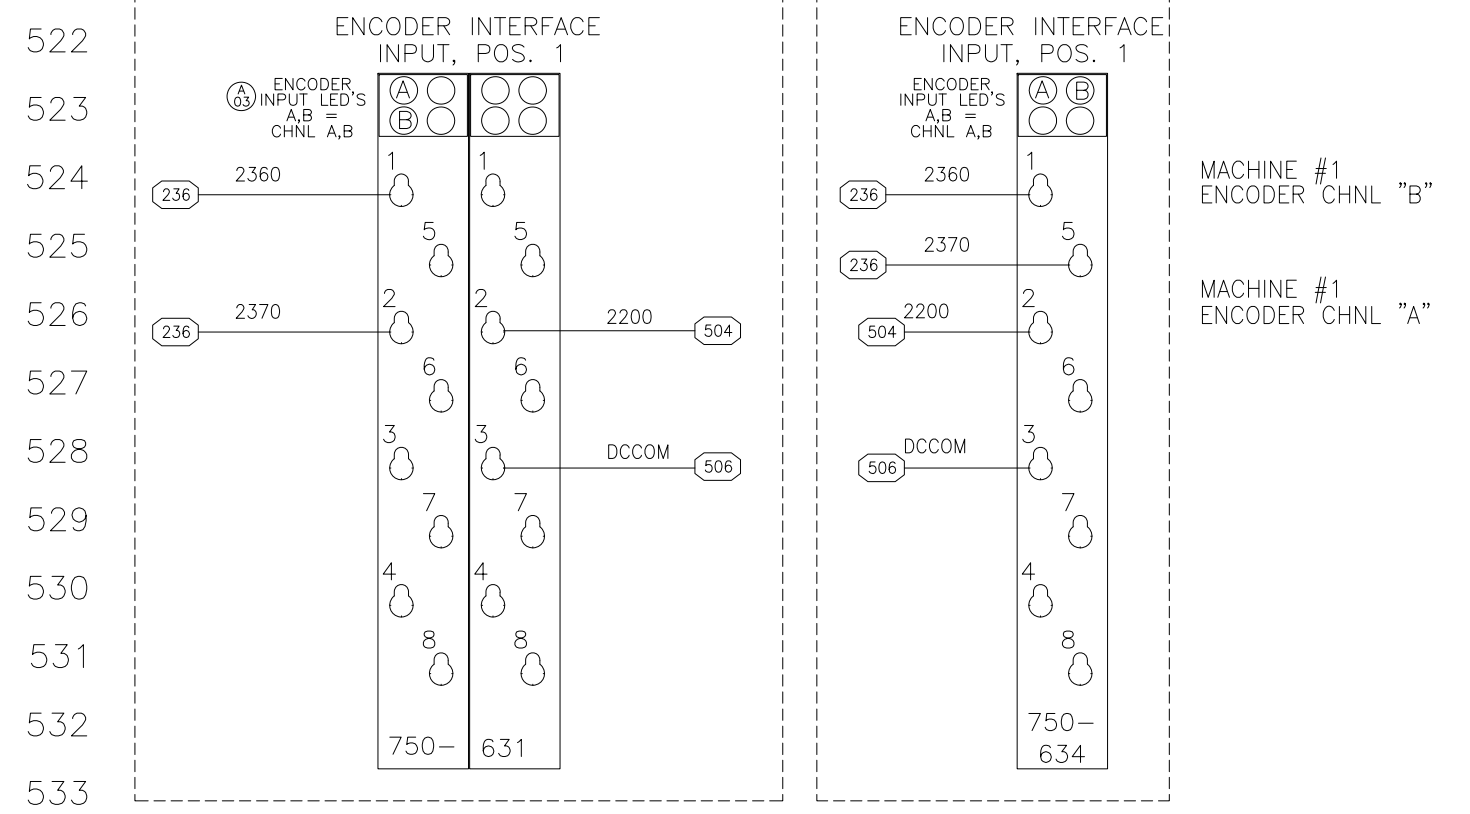 522
523
524
525
526
527
528
529
530
531
532
533
ENCODER INTERFACE
INPUT, POS. 1
A
03
ENCODER
INPUT LED'S
A,B =
CHNL A,B
A
B
1
1
236
2360
5
5
2
2
236
2370
2200
504
6
6
3
3
DCCOM
506
7
7
4
4
8
8
750-
631
ENCODER INTERFACE
INPUT, POS. 1
ENCODER
INPUT LED'S
A,B =
CHNL A,B
A
B
1
236
2360
5
236
2370
2
504
2200
6
3
506
DCCOM
7
4
8
750-
634
MACHINE #1
ENCODER CHNL "B"
MACHINE #1
ENCODER CHNL "A"